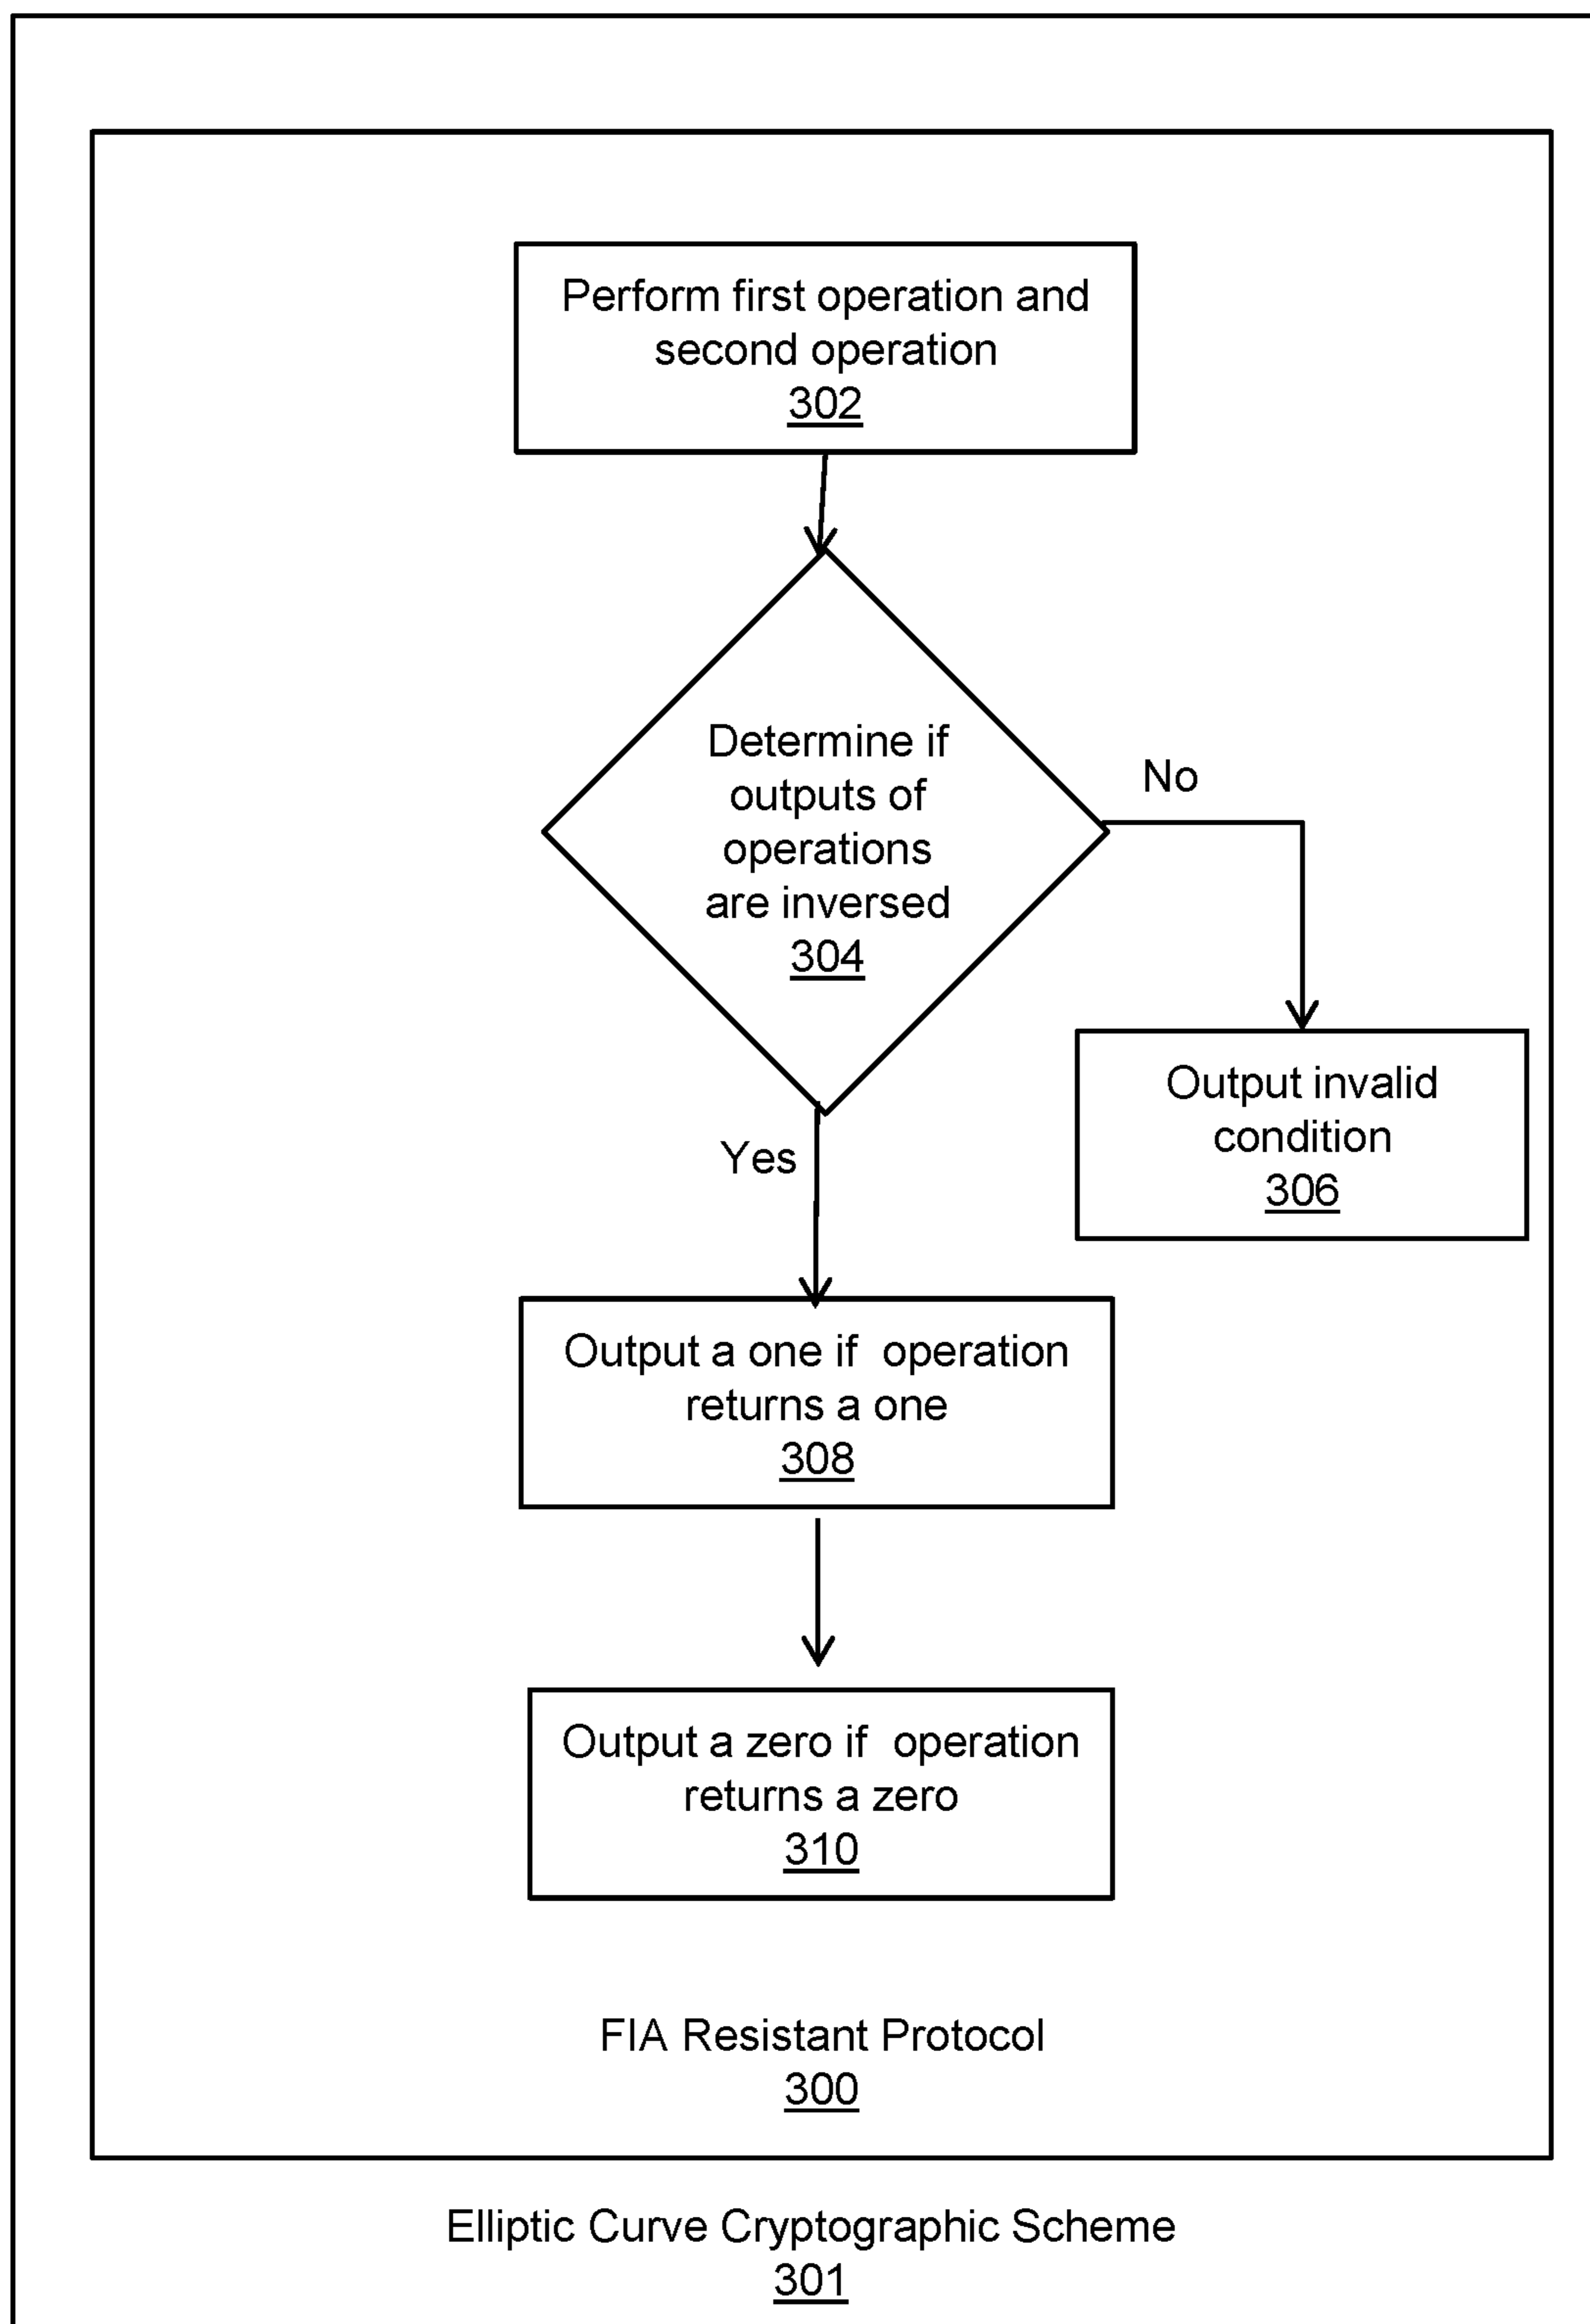 Perform first operation and
second operation
302
Determine if
outputs of
operations
are inversed
304
No
Output invalid
condition
306
Yes
Output a one if operation
returns a one
308
Output a zero if operation
returns a zero
310
FIA Resistant Protocol
300
Elliptic Curve Cryptographic Scheme
301